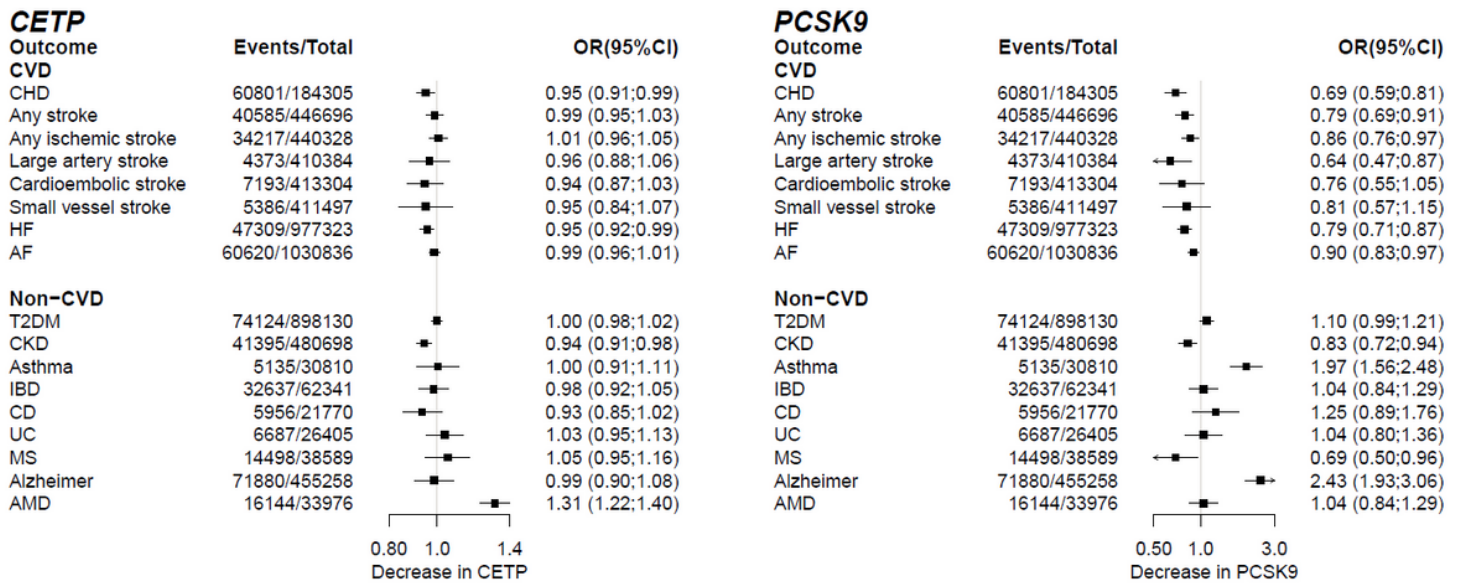 CETP
Outcome Events/Total OR(95%CI)
CVD
CHD 60801/184305 0.95 (0.91;0.99)
Any stroke 40585/446696 0.99 (0.95;1.03)
Any ischemic stroke 34217/440328 1.01 (0.96;1.05)
Large artery stroke 4373/410384 0.96 (0.88;1.06)
Cardioembolic stroke 7193/413304 0.94 (0.87;1.03)
Small vessel stroke 5386/411497 0.95 (0.84;1.07)
HF 47309/977323 0.95 (0.92;0.99)
AF 60620/1030836 0.99 (0.96;1.01)
Non−CVD
T2DM 74124/898130 1.00 (0.98;1.02)
CKD 41395/480698 0.94 (0.91;0.98)
Asthma 5135/30810 1.00 (0.91;1.11)
IBD 32637/62341 0.98 (0.92;1.05)
CD 5956/21770 0.93 (0.85;1.02)
UC 6687/26405 1.03 (0.95;1.13)
MS 14498/38589 1.05 (0.95;1.16)
Alzheimer 71880/455258 0.99 (0.90;1.08)
AMD 16144/33976 1.31 (1.22;1.40)
0.80 1.0 1.4
Decrease in CETP
PCSK9
Outcome Events/Total OR(95%CI)
CVD
CHD 60801/184305 0.69 (0.59;0.81)
Any stroke 40585/446696 0.79 (0.69;0.91)
Any ischemic stroke 34217/440328 0.86 (0.76;0.97)
Large artery stroke 4373/410384 0.64 (0.47;0.87)
Cardioembolic stroke 7193/413304 0.76 (0.55;1.05)
Small vessel stroke 5386/411497 0.81 (0.57;1.15)
HF 47309/977323 0.79 (0.71;0.87)
AF 60620/1030836 0.90 (0.83;0.97)
Non−CVD
T2DM 74124/898130 1.10 (0.99;1.21)
CKD 41395/480698 0.83 (0.72;0.94)
Asthma 5135/30810 1.97 (1.56;2.48)
IBD 32637/62341 1.04 (0.84;1.29)
CD 5956/21770 1.25 (0.89;1.76)
UC 6687/26405 1.04 (0.80;1.36)
MS 14498/38589 0.69 (0.50;0.96)
Alzheimer 71880/455258 2.43 (1.93;3.06)
AMD 16144/33976 1.04 (0.84;1.29)
0.50 1.0 3.0
Decrease in PCSK9